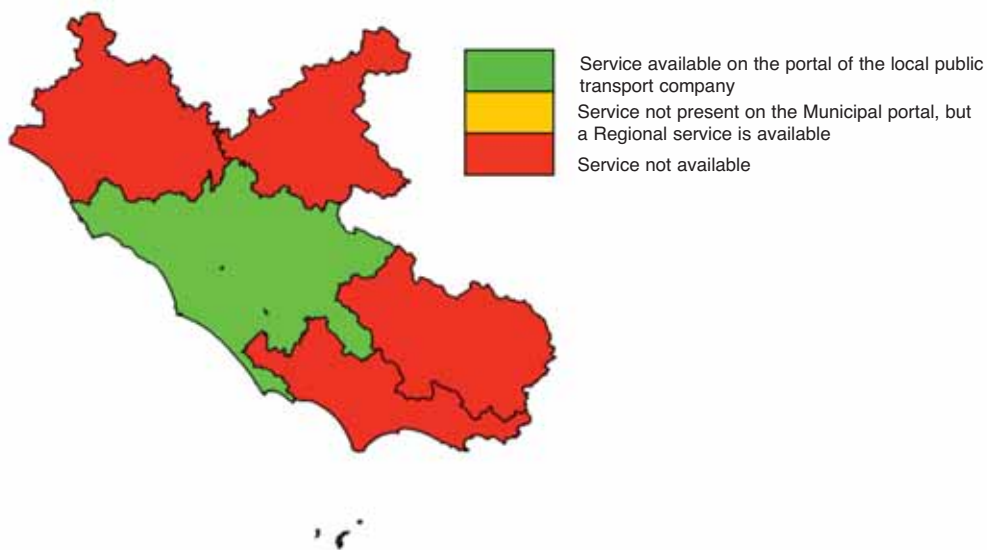 Service available on the portal of the local public
transport company
Service not present on the Municipal portal, but
a Regional service is available
Service not available